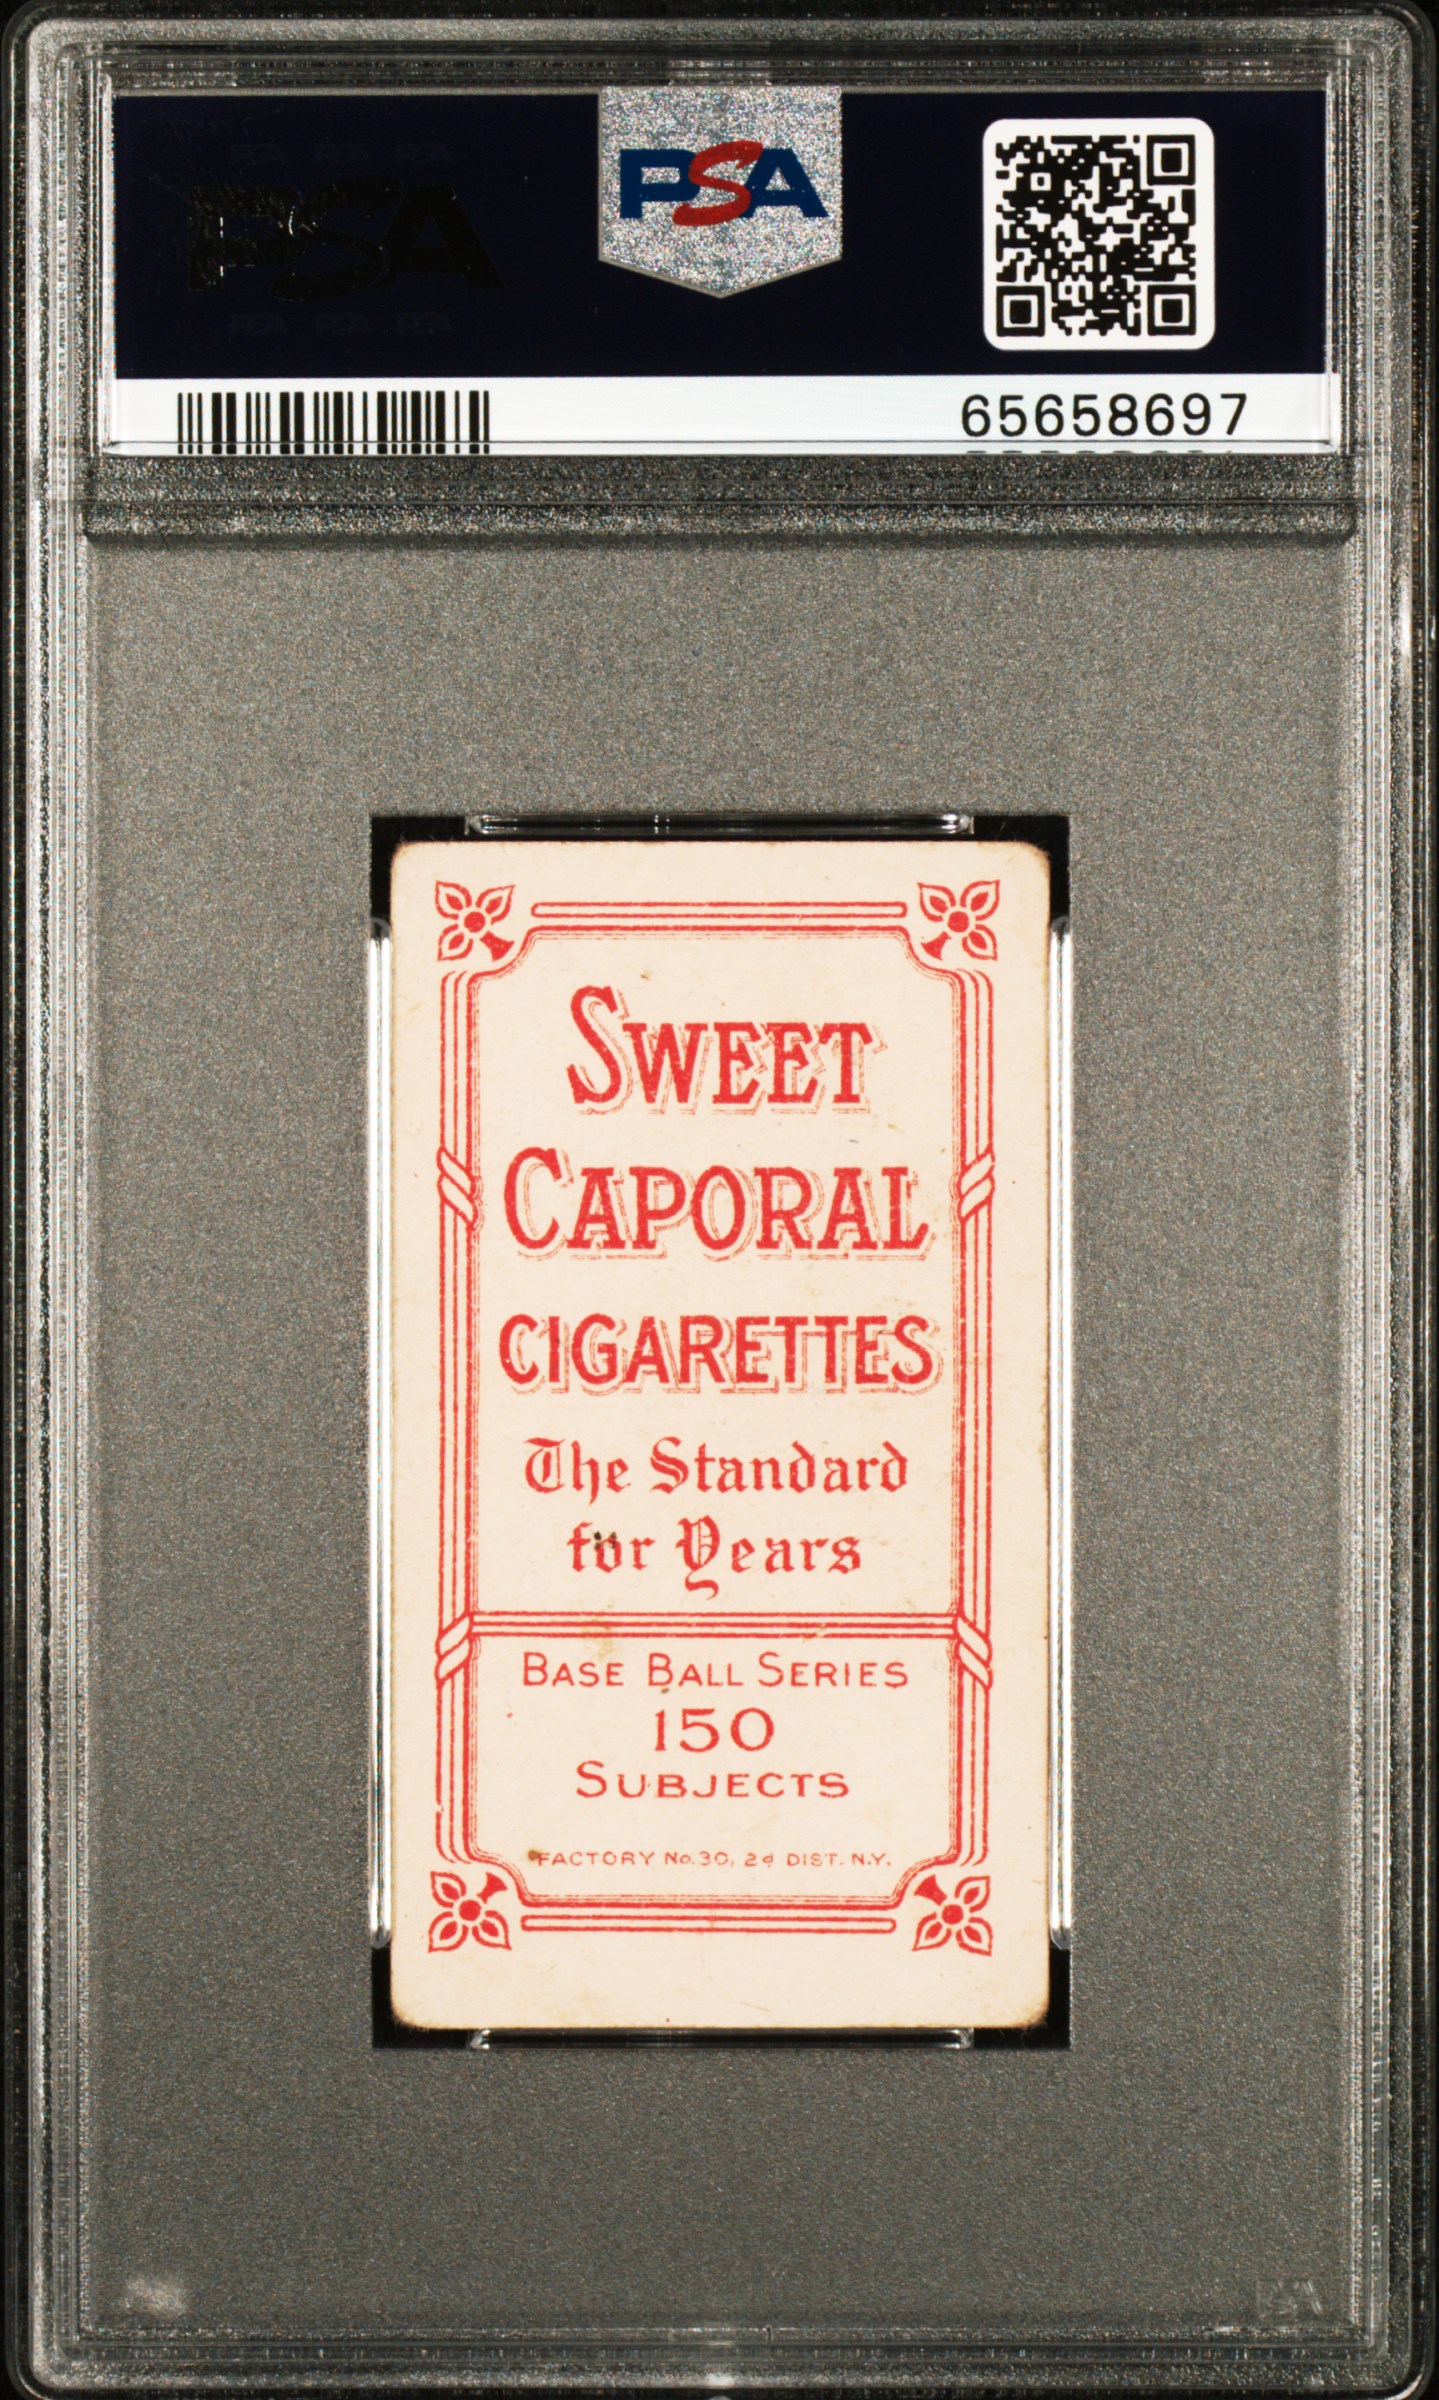 PSA
65658697
SWEET
CAPORAL
CIGARETTES
The Standard
for Years
BASE BALL SERIES
150
SUBJECTS
FACTORY No. 30, 2d DIST. N.Y.